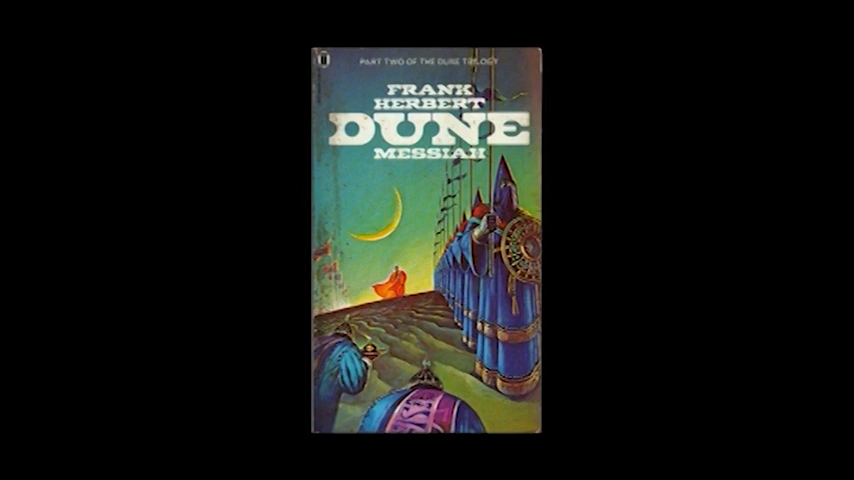 PART TWO OF THE DUNE TRILOGY
FRANK
HERBERT
DUNE
MESSIAH